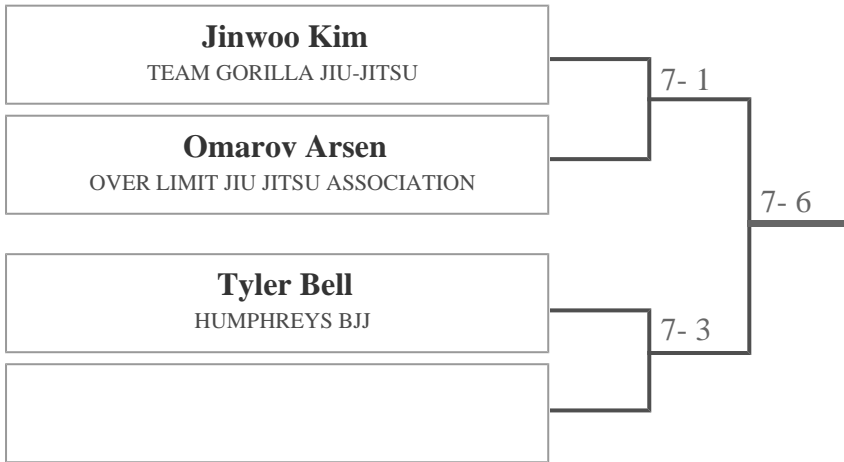 Jinwoo Kim
TEAM GORILLA JIU-JITSU
7- 1
Omarov Arsen
OVER LIMIT JIU JITSU ASSOCIATION
7- 6
Tyler Bell
HUMPHREYS BJJ
7- 3